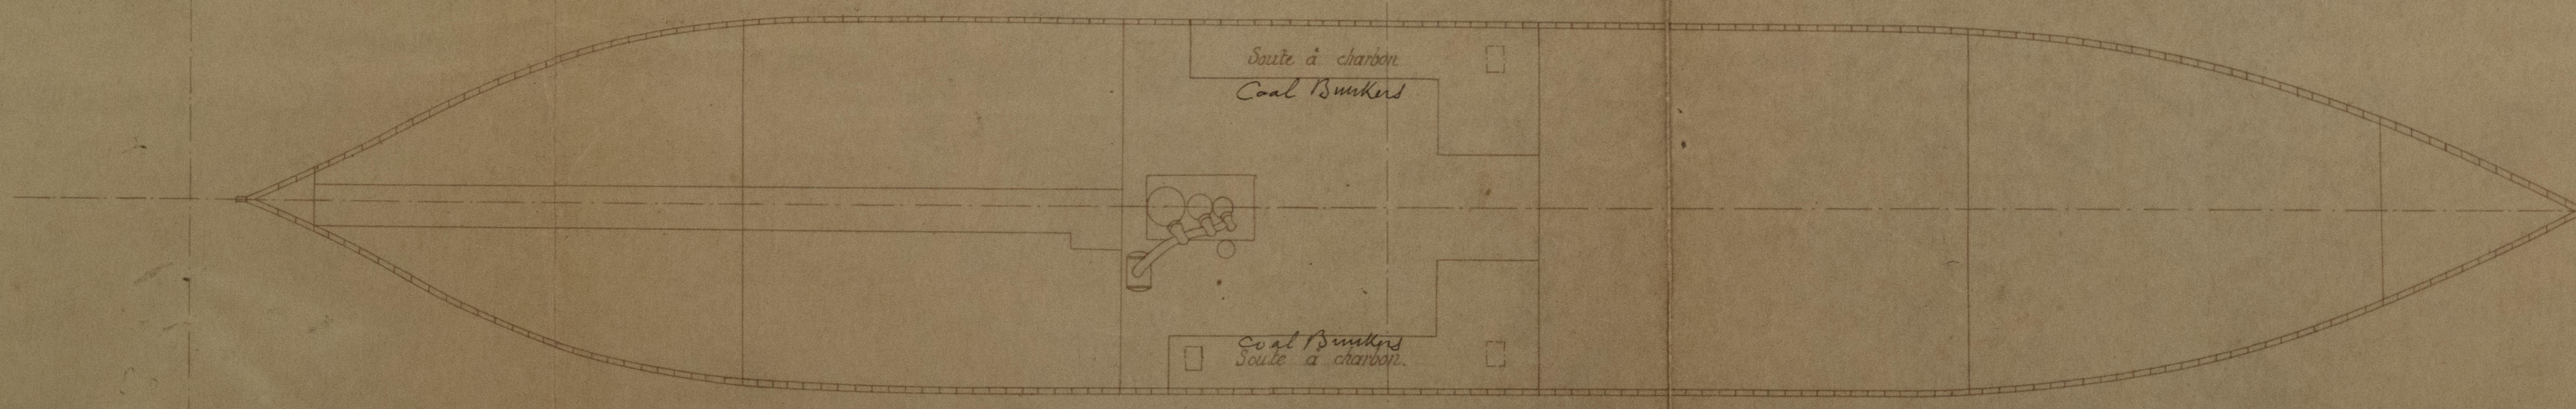 Soute à charbon
Coal Bunkers
Coal Bunkers
Soute à charbon.